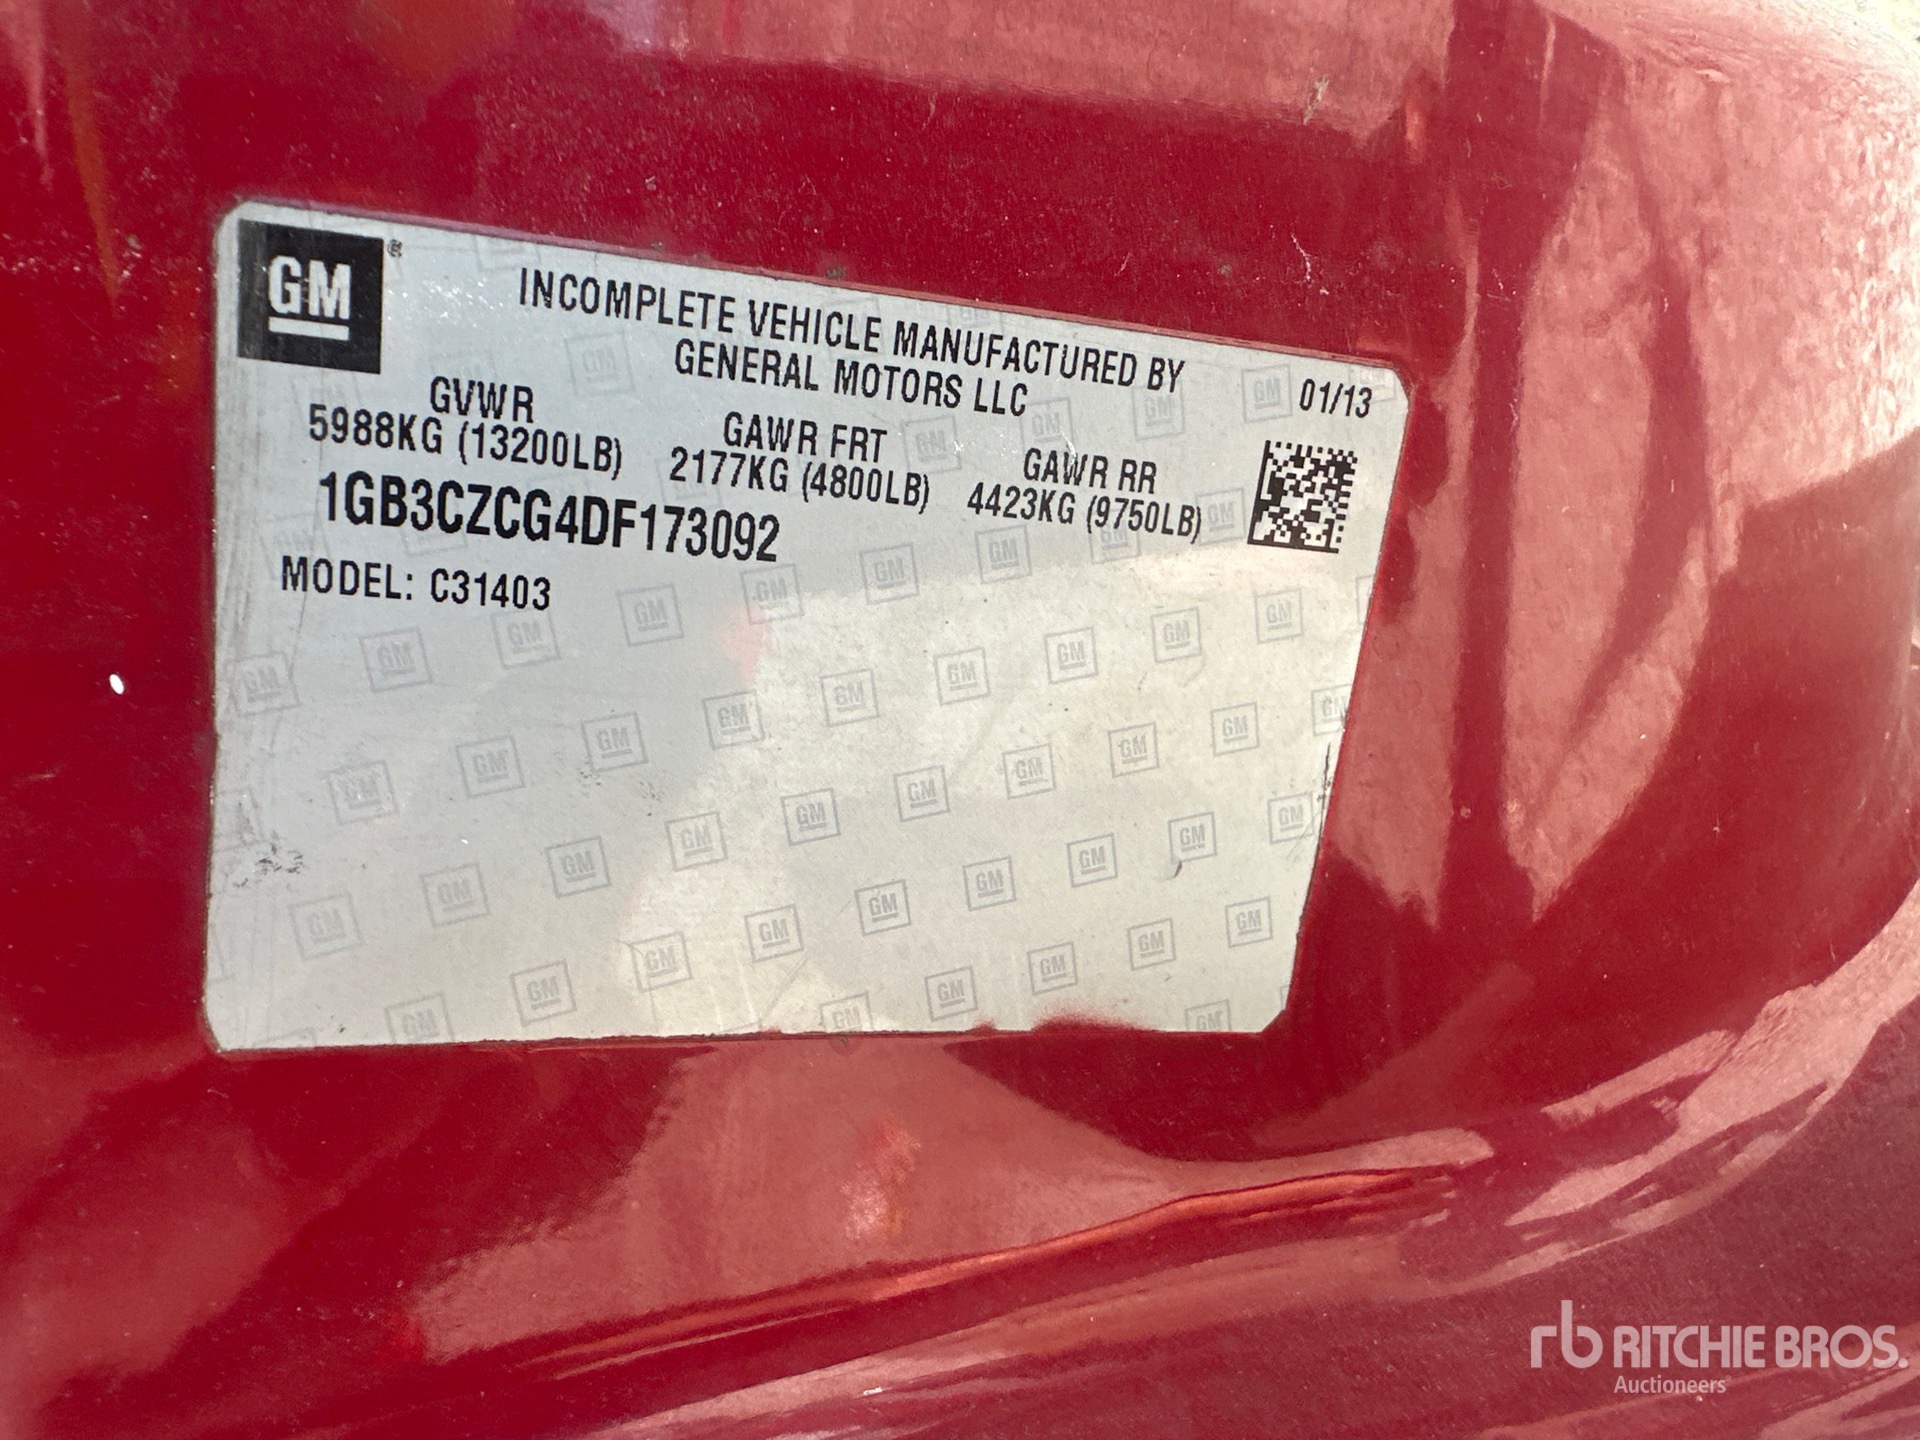 GM ®
INCOMPLETE VEHICLE MANUFACTURED BY
GENERAL MOTORS LLC
01/13
GVWR
5988KG (13200LB)
GAWR FRT
2177KG (4800LB)
GAWR RR
4423KG (9750LB)
1GB3CZCG4DF173092
MODEL: C31403
rb RITCHIE BROS.
Auctioneers